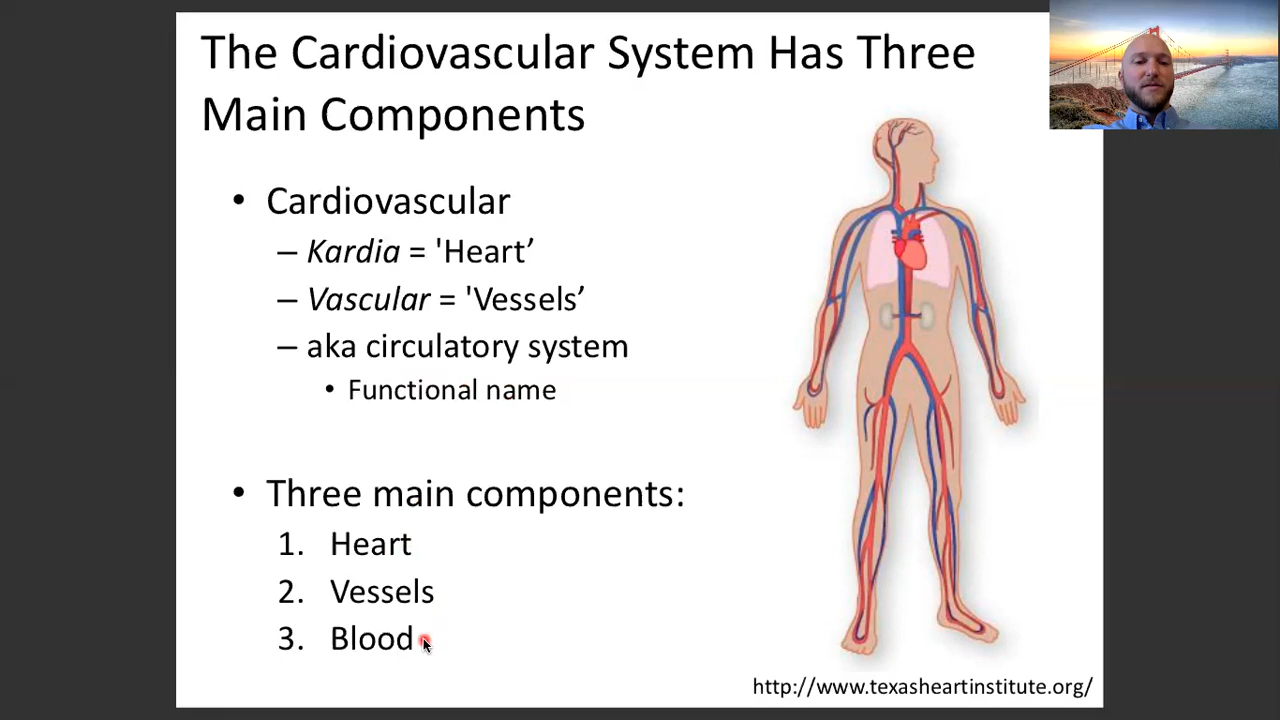 The Cardiovascular System Has Three
Main Components
• Cardiovascular
– Kardia = 'Heart’
– Vascular = 'Vessels’
– aka circulatory system
• Functional name
• Three main components:
1. Heart
2. Vessels
3. Blood
http://www.texasheartinstitute.org/